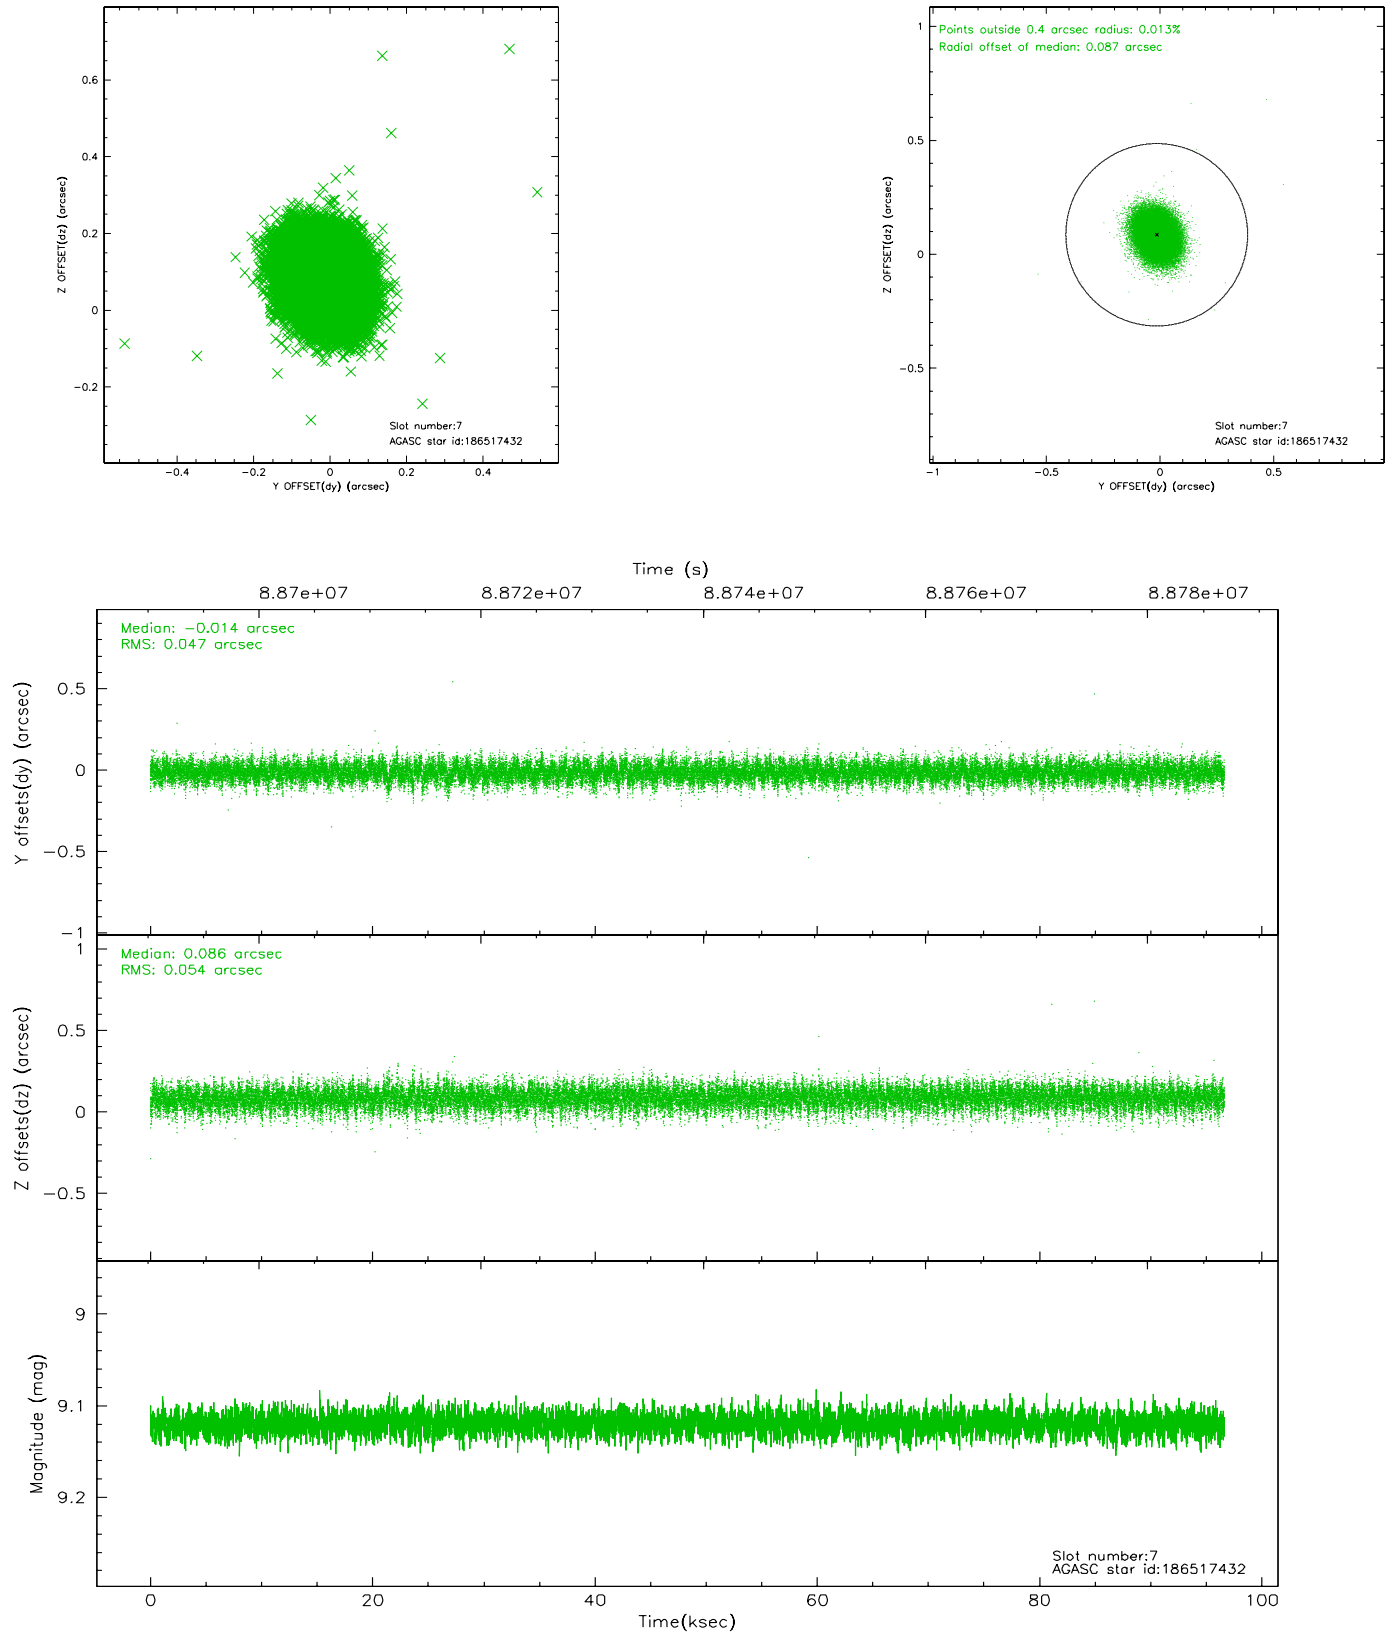 0.6
0.4
0.2
0
−0.2
Z OFFSET(dz) (arcsec)
Slot number:7
AGASC star id:186517432
−0.4 −0.2 0 0.2 0.4
Y OFFSET(dy) (arcsec)
Points outside 0.4 arcsec radius: 0.013%
Radial offset of median: 0.087 arcsec
1
0.5
0
−0.5
Z OFFSET(dz) (arcsec)
Slot number:7
AGASC star id:186517432
−1 −0.5 0 0.5
Y OFFSET(dy) (arcsec)
Time (s)
8.87e+07 8.872e+07 8.874e+07 8.876e+07 8.878e+07
Median: −0.014 arcsec
RMS: 0.047 arcsec
0.5
0
−0.5
−1
Y offsets(dy) (arcsec)
Median: 0.086 arcsec
RMS: 0.054 arcsec
1
0.5
0
−0.5
Z offsets(dz) (arcsec)
9
9.1
9.2
Magnitude (mag)
Slot number:7
AGASC star id:186517432
0 20 40 60 80 100
Time(ksec)